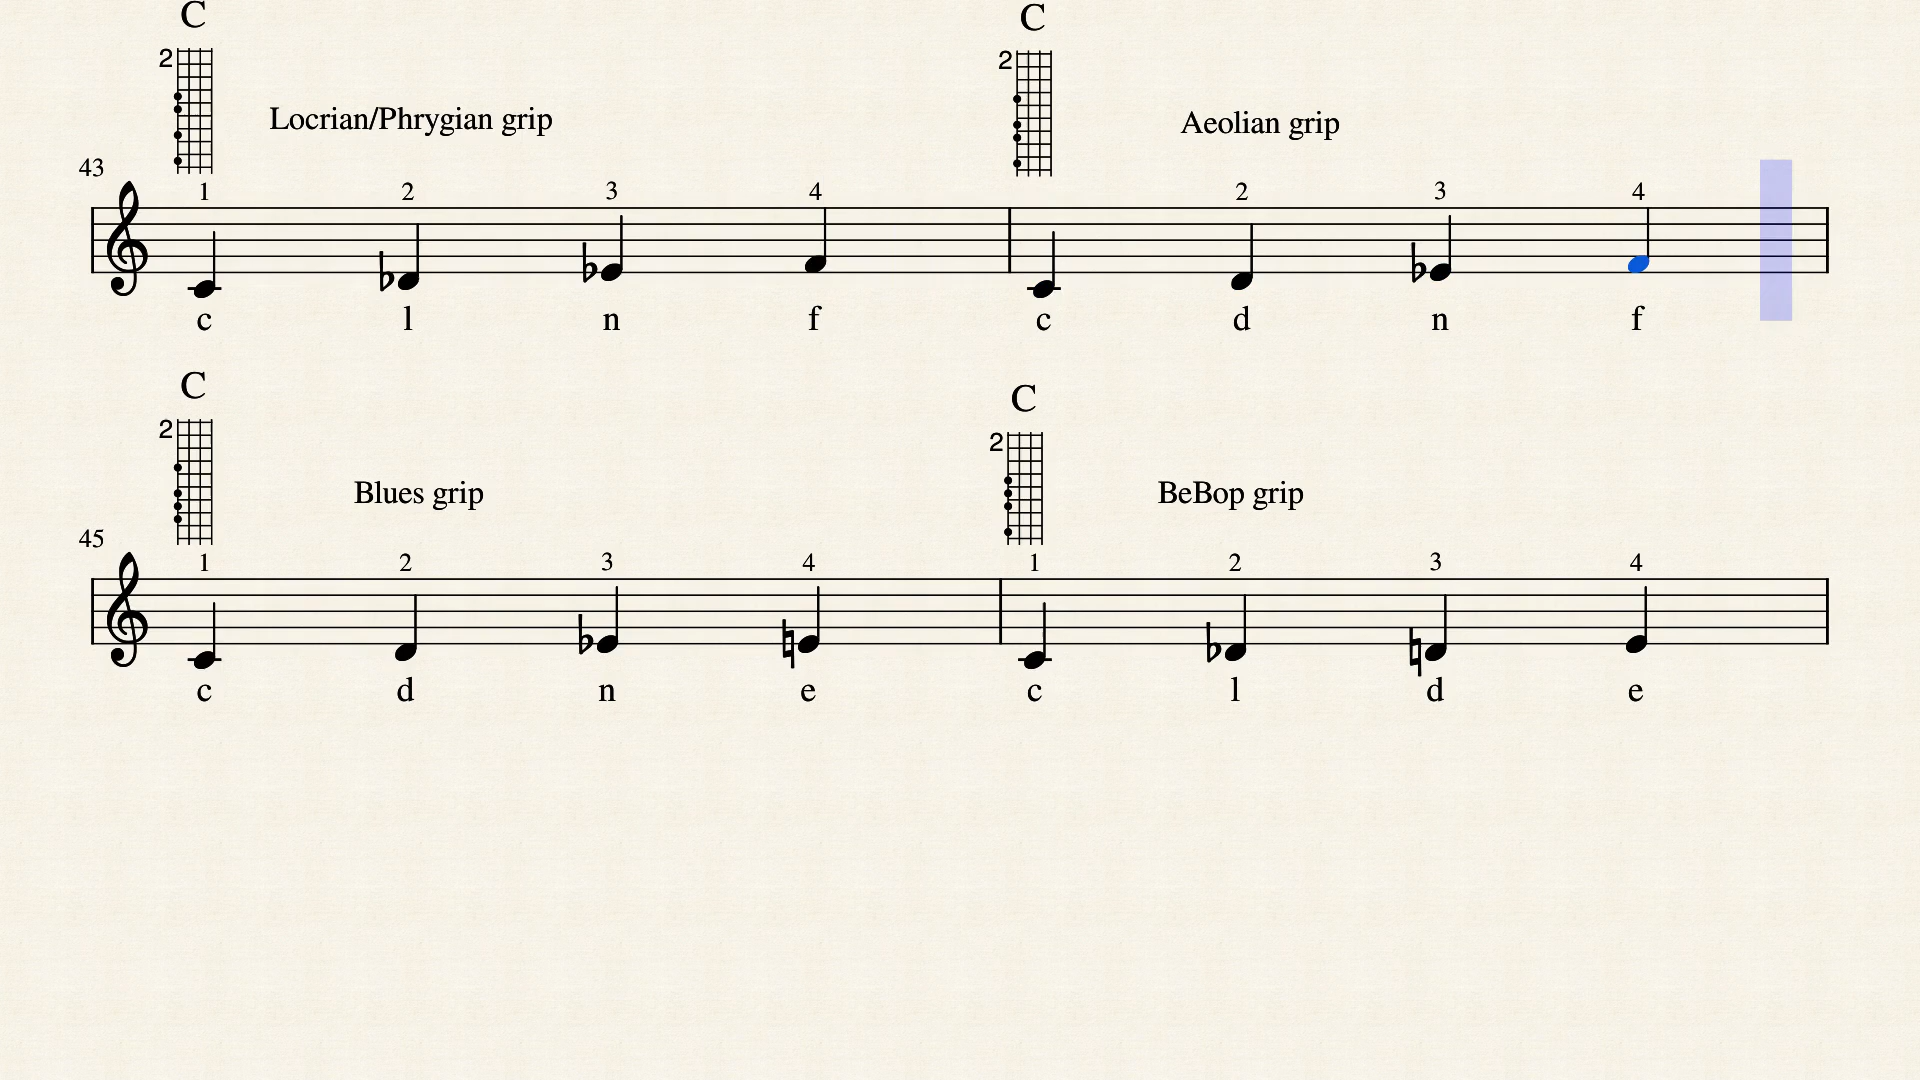 C C
2 2
Locrian/Phrygian grip Aeolian grip
43
1 2 3 4 2 3 4
c l n f c d n f
C C
2 2
Blues grip BeBop grip
45
1 2 3 4 1 2 3 4
c d n e c l d e